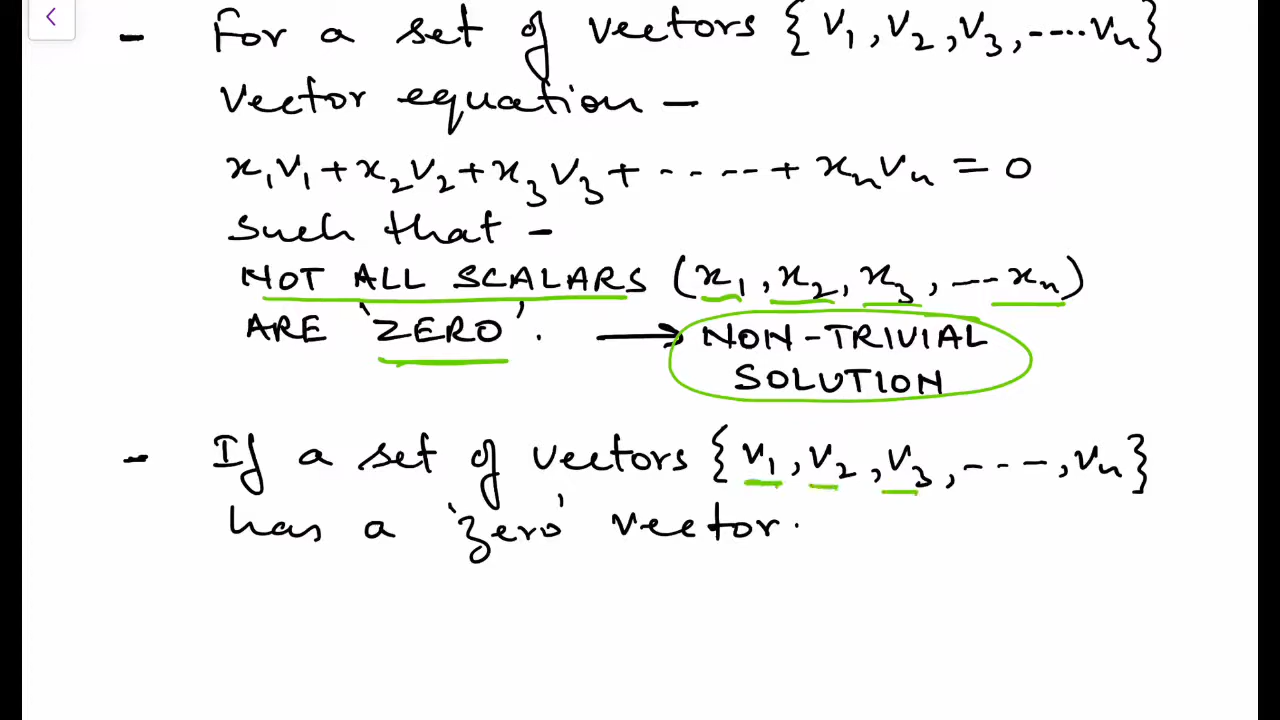 - For a set of vectors {v₁, v₂, v₃, ....vₙ}
vector equation -
x₁v₁ + x₂v₂ + x₃v₃ + ----- + xₙvₙ = 0
such that -
NOT ALL SCALARS (x₁, x₂, x₃, --- xₙ)
ARE 'ZERO'. → NON-TRIVIAL
SOLUTION
- If a set of vectors {v₁, v₂, v₃, ----, vₙ}
has a 'zero' vector.